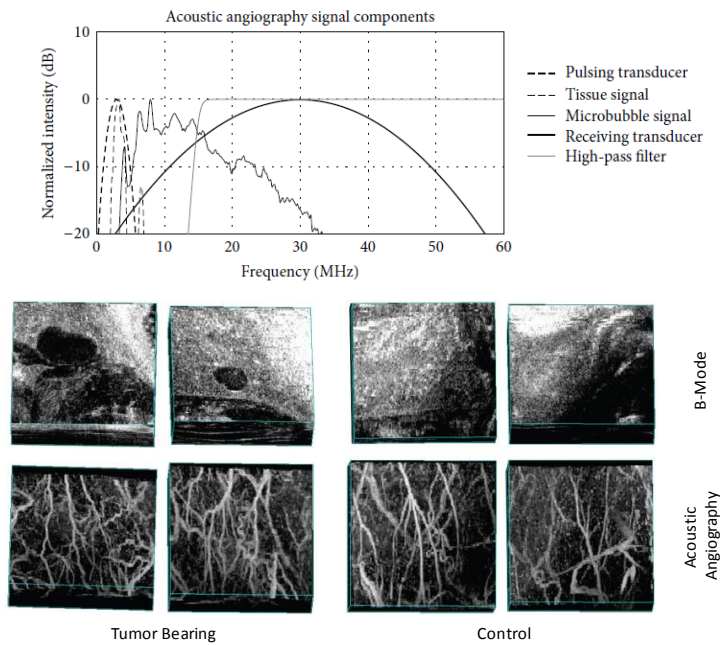 Acoustic angiography signal components
Normalized intensity (dB)
10
0
−10
−20
0
10
20
30
40
50
60
Frequency (MHz)
Pulsing transducer
Tissue signal
Microbubble signal
Receiving transducer
High-pass filter
B-Mode
Acoustic
Angiography
Tumor Bearing
Control